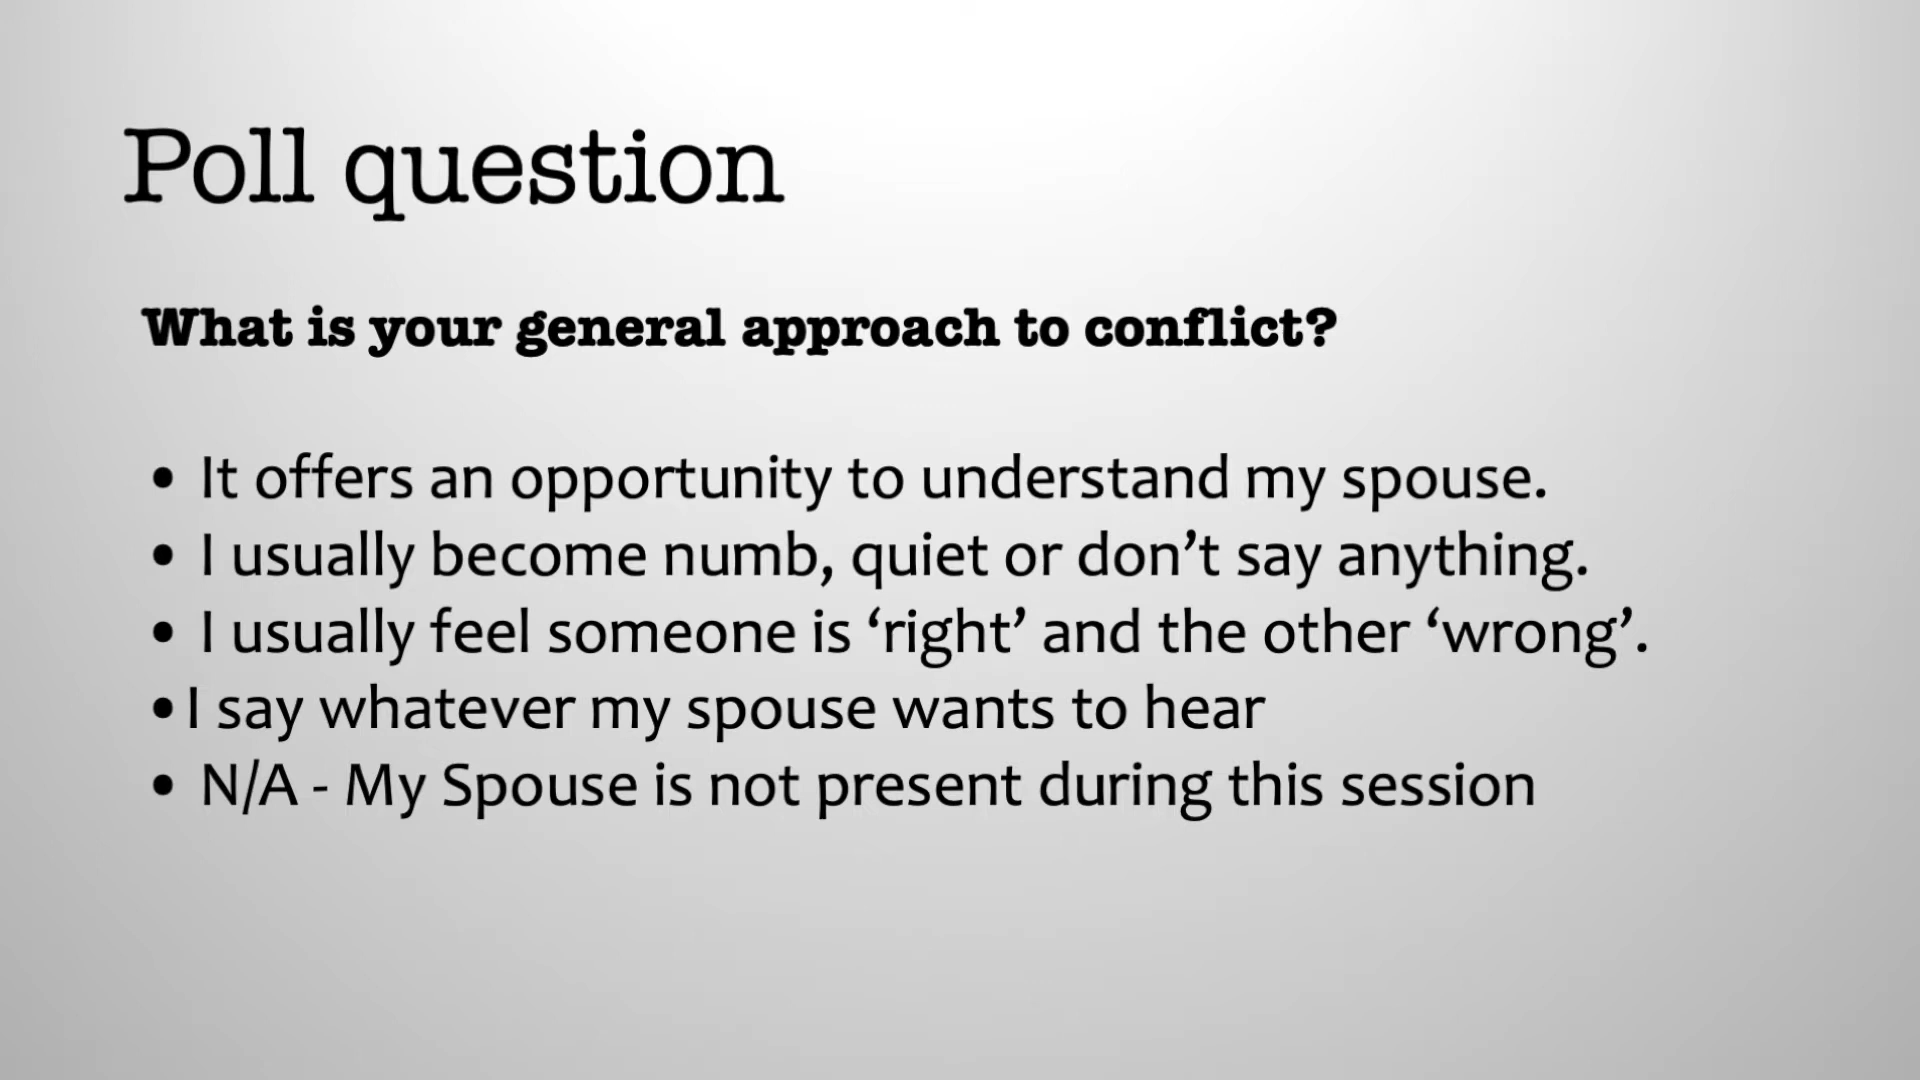 Poll question
What is your general approach to conflict?
• It offers an opportunity to understand my spouse.
• I usually become numb, quiet or don’t say anything.
• I usually feel someone is ‘right’ and the other ‘wrong’.
• I say whatever my spouse wants to hear
• N/A - My Spouse is not present during this session